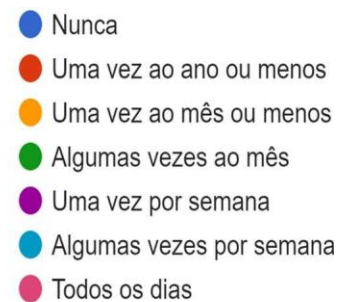 Nunca
Uma vez ao ano ou menos
Uma vez ao mês ou menos
Algumas vezes ao mês
Uma vez por semana
Algumas vezes por semana
Todos os dias